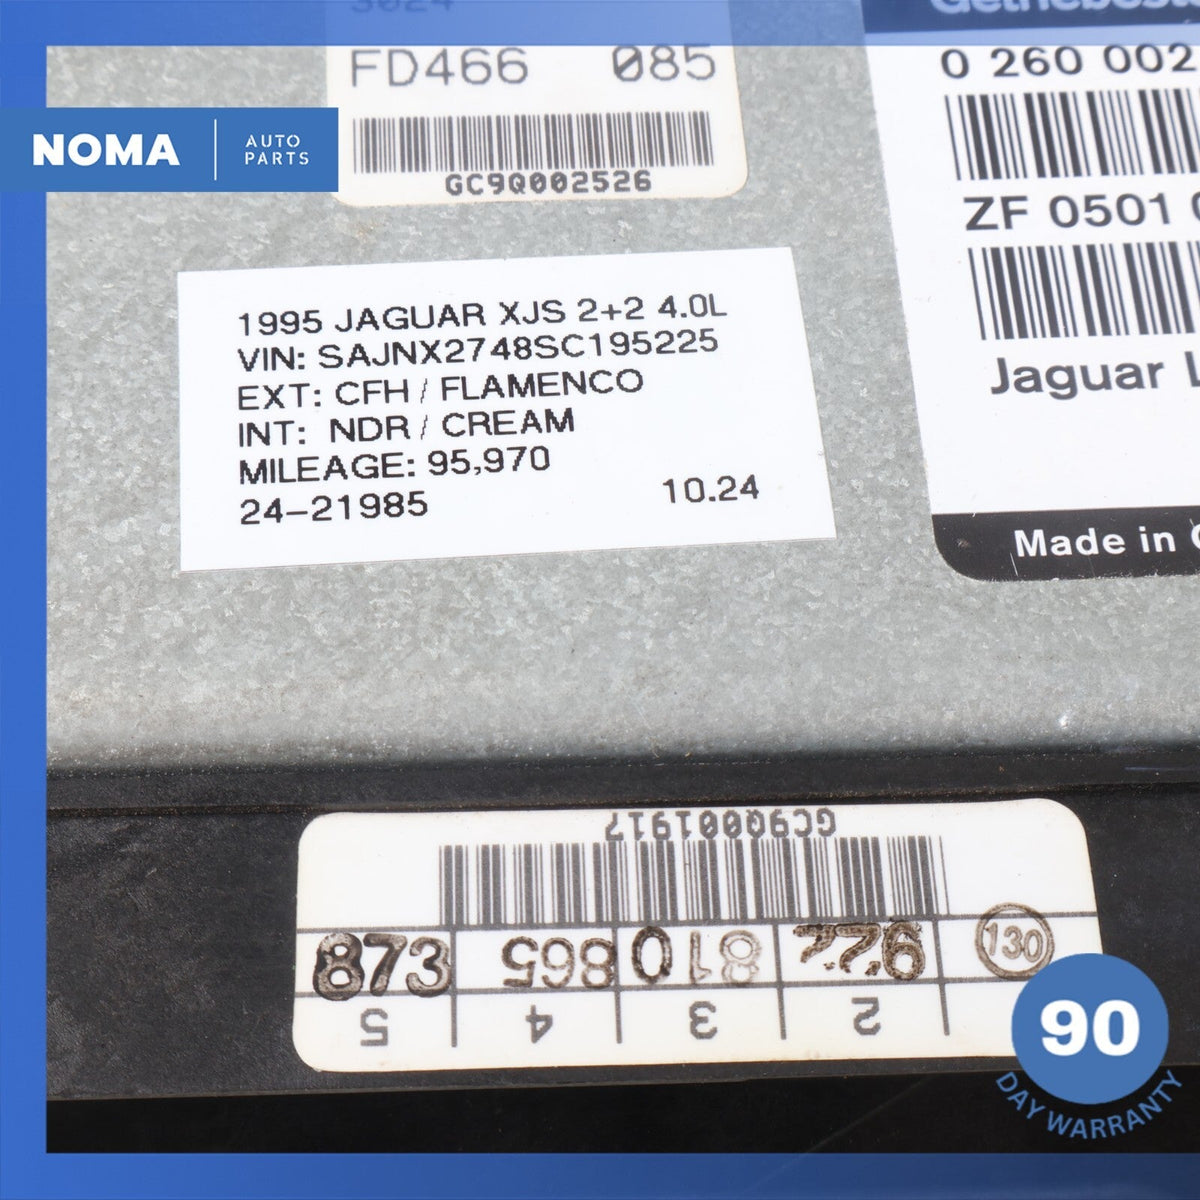 3024
FD466 085
GC9Q002526
NOMA
AUTO
PARTS
0 260 002
ZF 0501
Jaguar L
Made in
1995 JAGUAR XJS 2+2 4.0L
VIN: SAJNX2748SC195225
EXT: CFH / FLAMENCO
INT: NDR / CREAM
MILEAGE: 95,970
24-21985 10.24
GC9Q001917
873
865
130
5 4 3 2
90
DAY WARRANTY